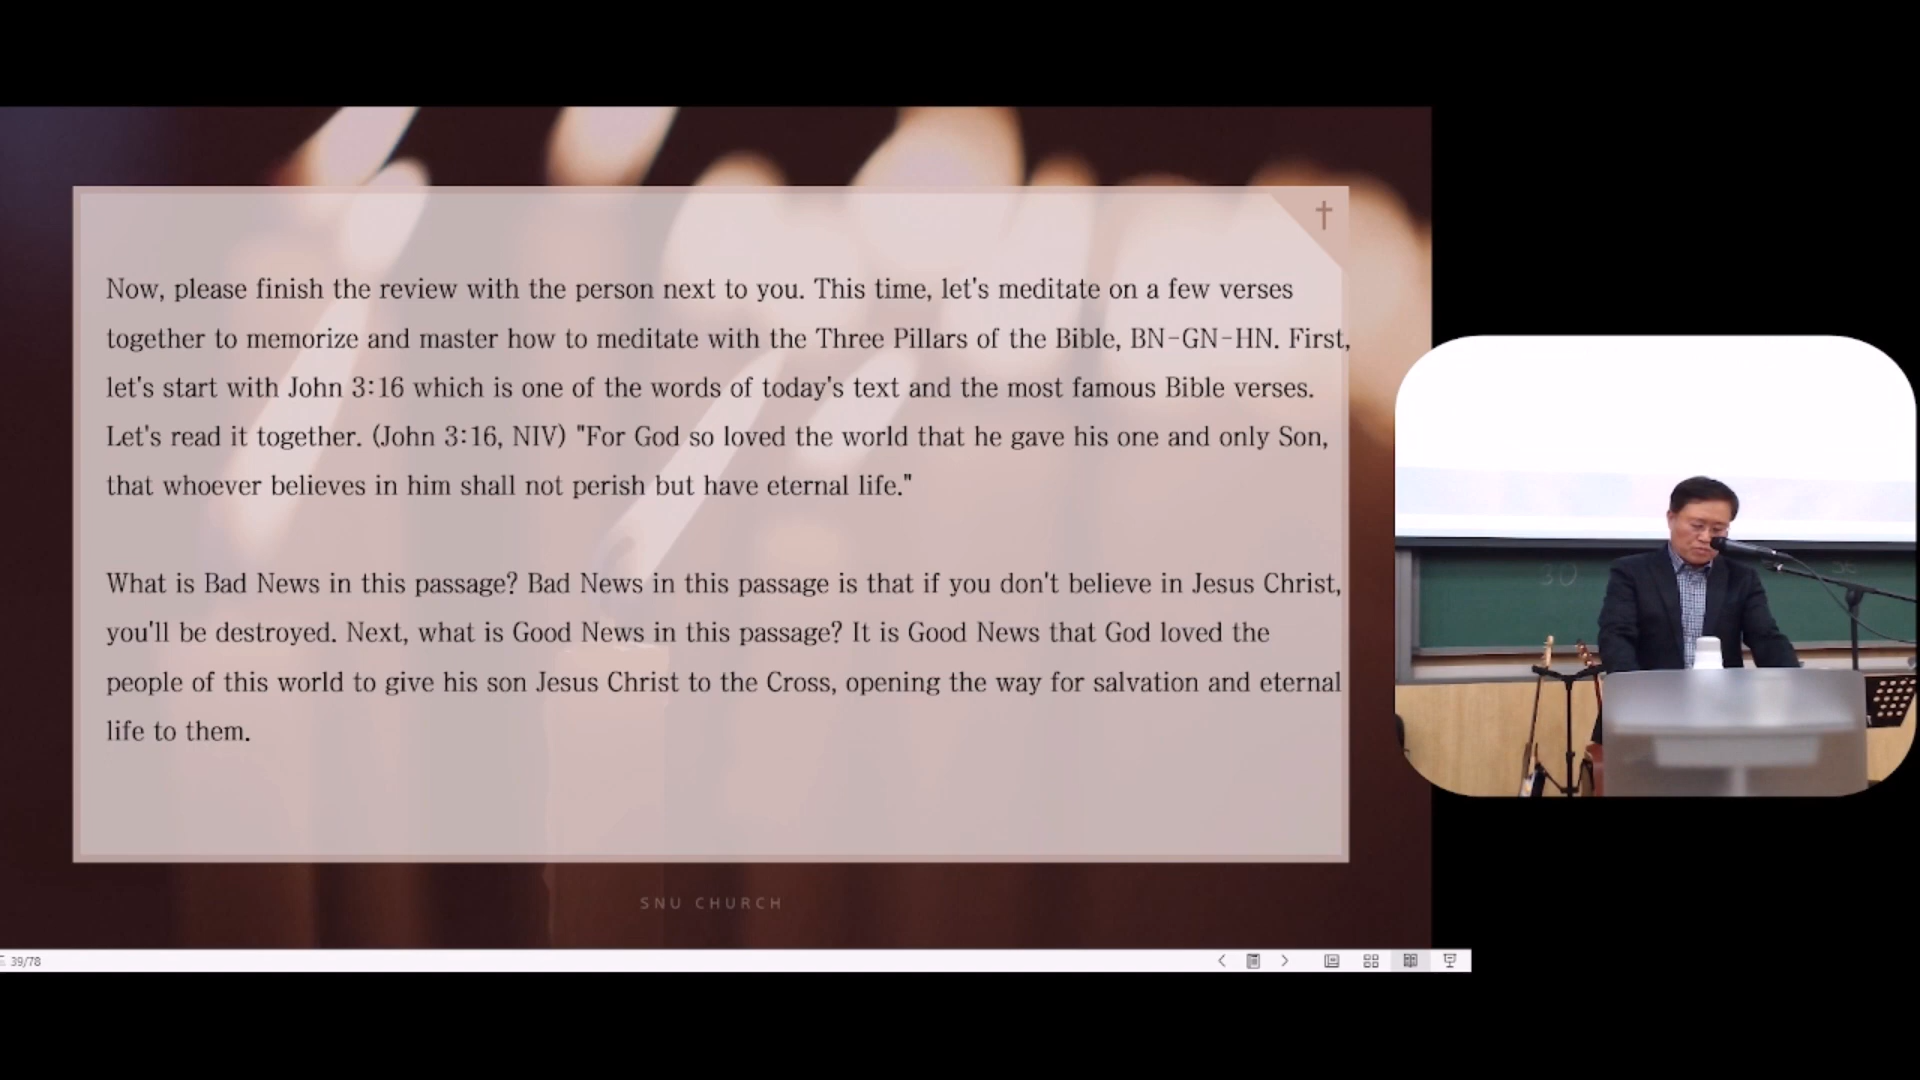 Now, please finish the review with the person next to you. This time, let's meditate on a few verses
together to memorize and master how to meditate with the Three Pillars of the Bible, BN-GN-HN. First,
let's start with John 3:16 which is one of the words of today's text and the most famous Bible verses.
Let's read it together. (John 3:16, NIV) "For God so loved the world that he gave his one and only Son,
that whoever believes in him shall not perish but have eternal life."
What is Bad News in this passage? Bad News in this passage is that if you don't believe in Jesus Christ,
you'll be destroyed. Next, what is Good News in this passage? It is Good News that God loved the
people of this world to give his son Jesus Christ to the Cross, opening the way for salvation and eternal
life to them.
SNU CHURCH
39/78
30